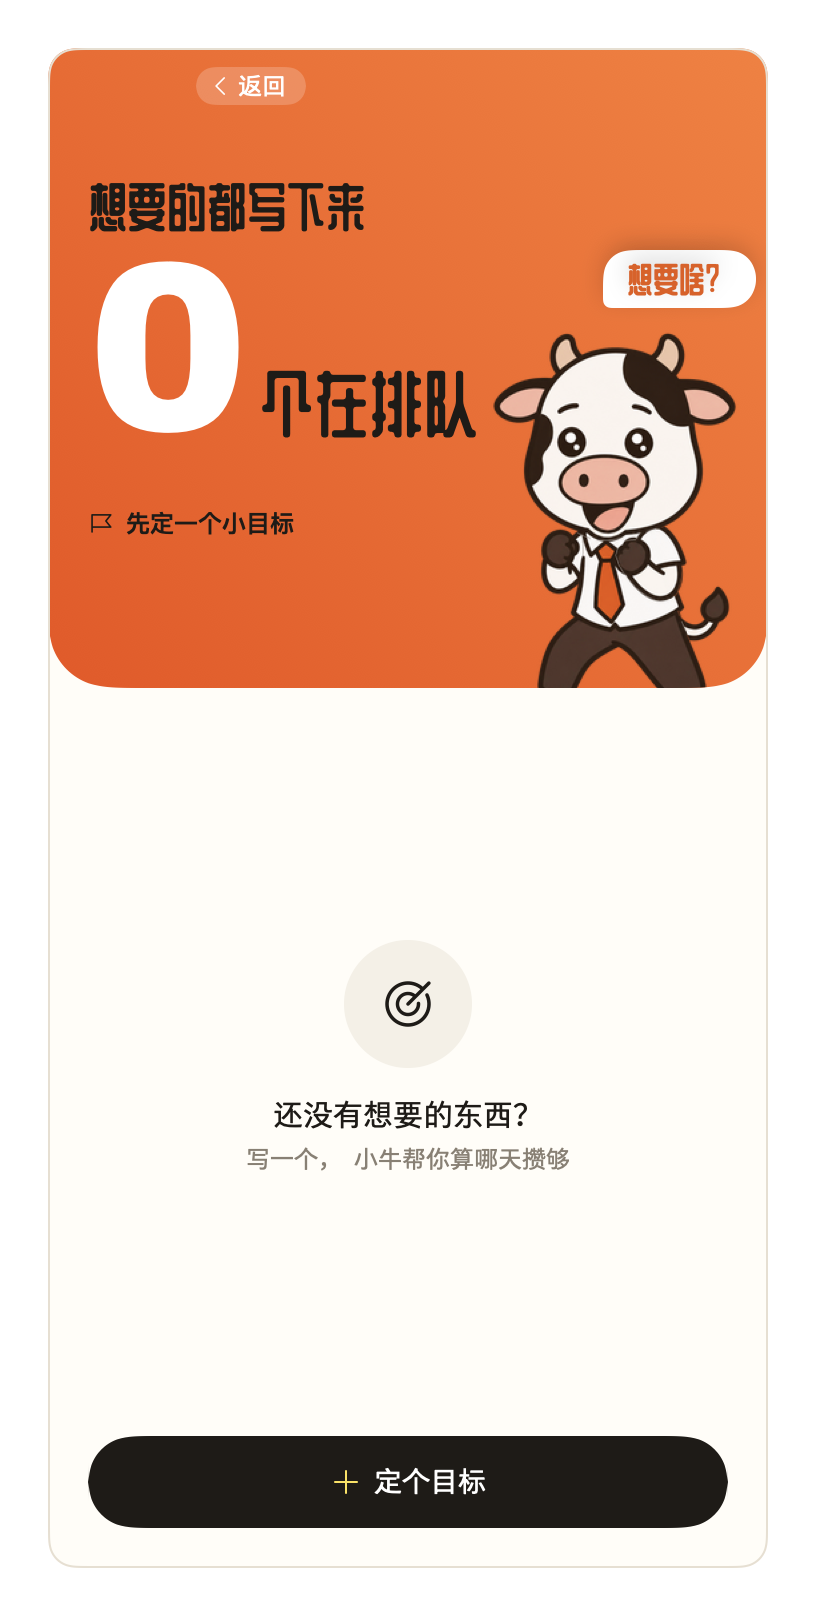 返回
想要的都写下来
想要啥？
0个在排队
先定一个小目标
还没有想要的东西？
写一个， 小牛帮你算哪天攒够
定个目标